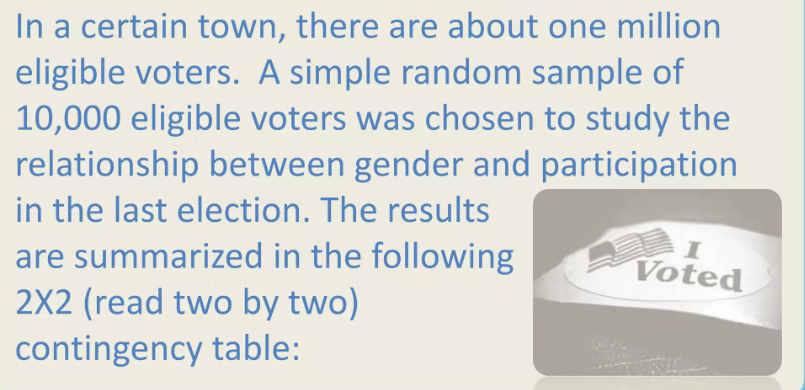 In a certain town, there are about one million
eligible voters. A simple random sample of
10,000 eligible voters was chosen to study the
relationship between gender and participation
in the last election. The results
are summarized in the following
2X2 (read two by two)
contingency table:
I
Voted